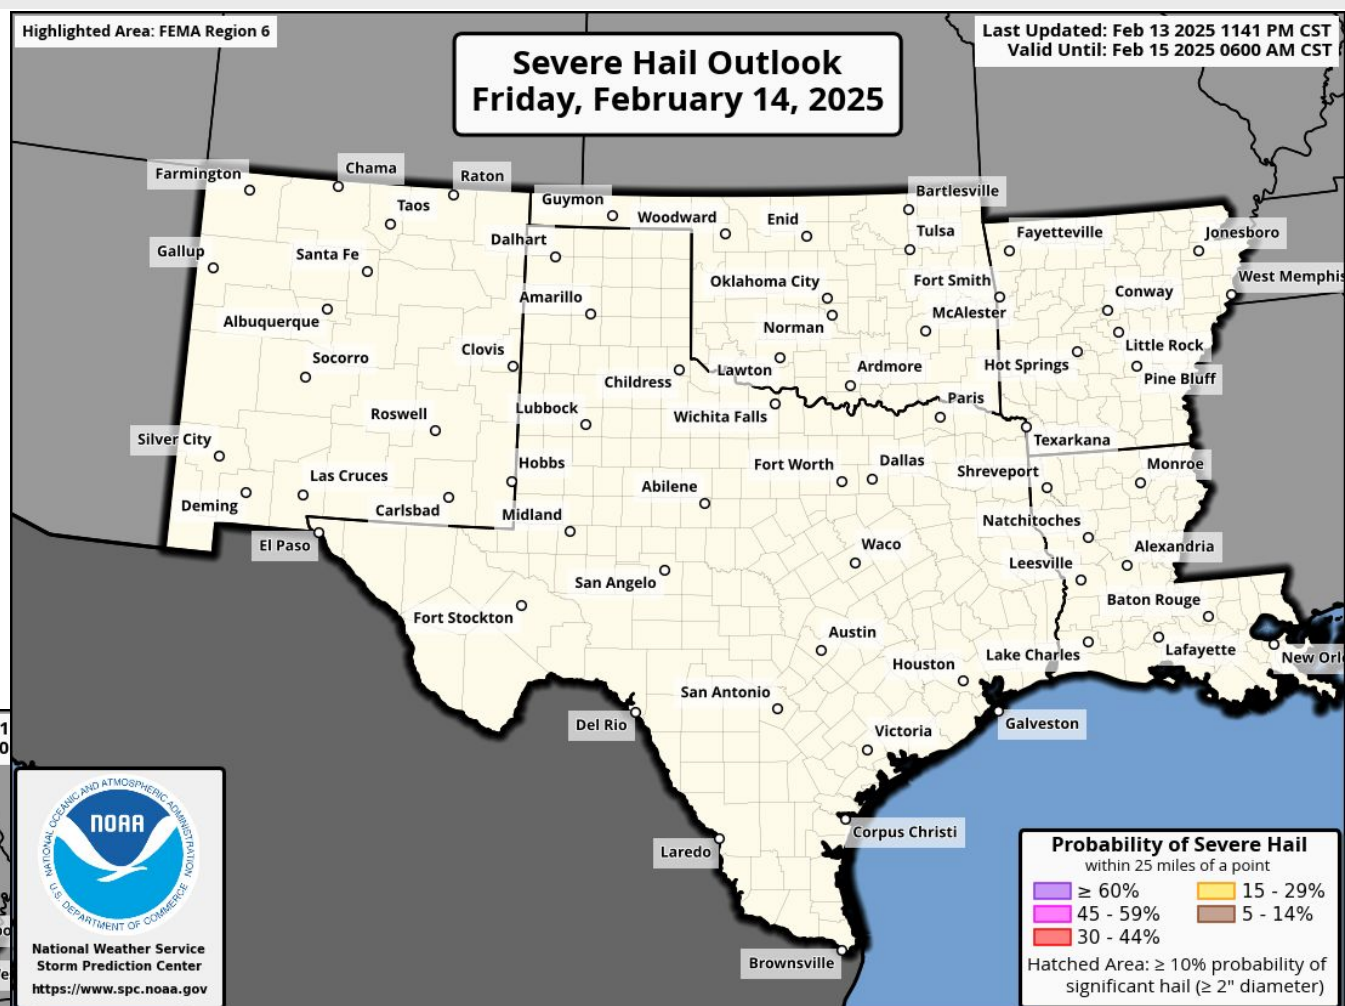 Highlighted Area: FEMA Region 6
Last Updated: Feb 13 2025 1141 PM CST
Valid Until: Feb 15 2025 0600 AM CST
Severe Hail Outlook
Friday, February 14, 2025
Farmington
Chama
Raton
Guymon
Bartlesville
Taos
Woodward
Enid
Tulsa
Fayetteville
Jonesboro
Gallup
Santa Fe
Dalhart
Oklahoma City
Fort Smith
West Memphis
Albuquerque
Amarillo
Norman
McAlester
Conway
Little Rock
Socorro
Clovis
Childress
Lawton
Ardmore
Hot Springs
Pine Bluff
Roswell
Lubbock
Wichita Falls
Paris
Texarkana
Silver City
Las Cruces
Hobbs
Fort Worth
Dallas
Shreveport
Monroe
Deming
Carlsbad
Midland
Abilene
Natchitoches
El Paso
San Angelo
Waco
Leesville
Alexandria
Fort Stockton
Austin
Baton Rouge
Houston
Lake Charles
Lafayette
New Orl
San Antonio
Del Rio
Victoria
Galveston
Laredo
Corpus Christi
Brownsville
NATIONAL OCEANIC AND ATMOSPHERIC ADMINISTRATION
NOAA
U.S. DEPARTMENT OF COMMERCE
National Weather Service
Storm Prediction Center
https://www.spc.noaa.gov
Probability of Severe Hail
within 25 miles of a point
≥ 60% 15 - 29%
45 - 59% 5 - 14%
30 - 44%
Hatched Area: ≥ 10% probability of
significant hail (≥ 2" diameter)